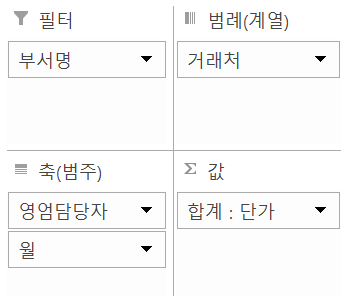 필터
범례(계열)
부서명
거래처
축(범주)
Σ 값
영엄담당자
합계 : 단가
월